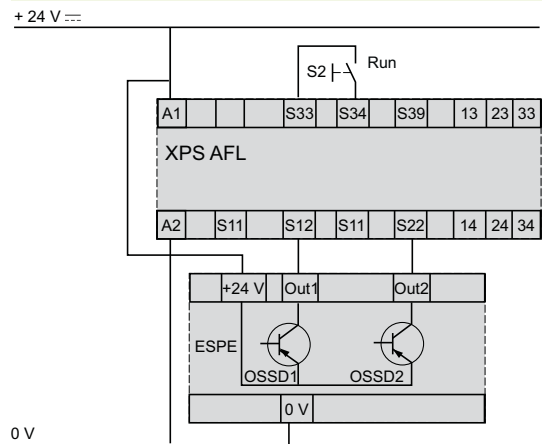 + 24 V ⎓
S2 Run
A1 S33 S34 S39 13 23 33
XPS AFL
A2 S11 S12 S11 S22 14 24 34
+24 V Out1 Out2
ESPE
OSSD1 OSSD2
0 V
0 V